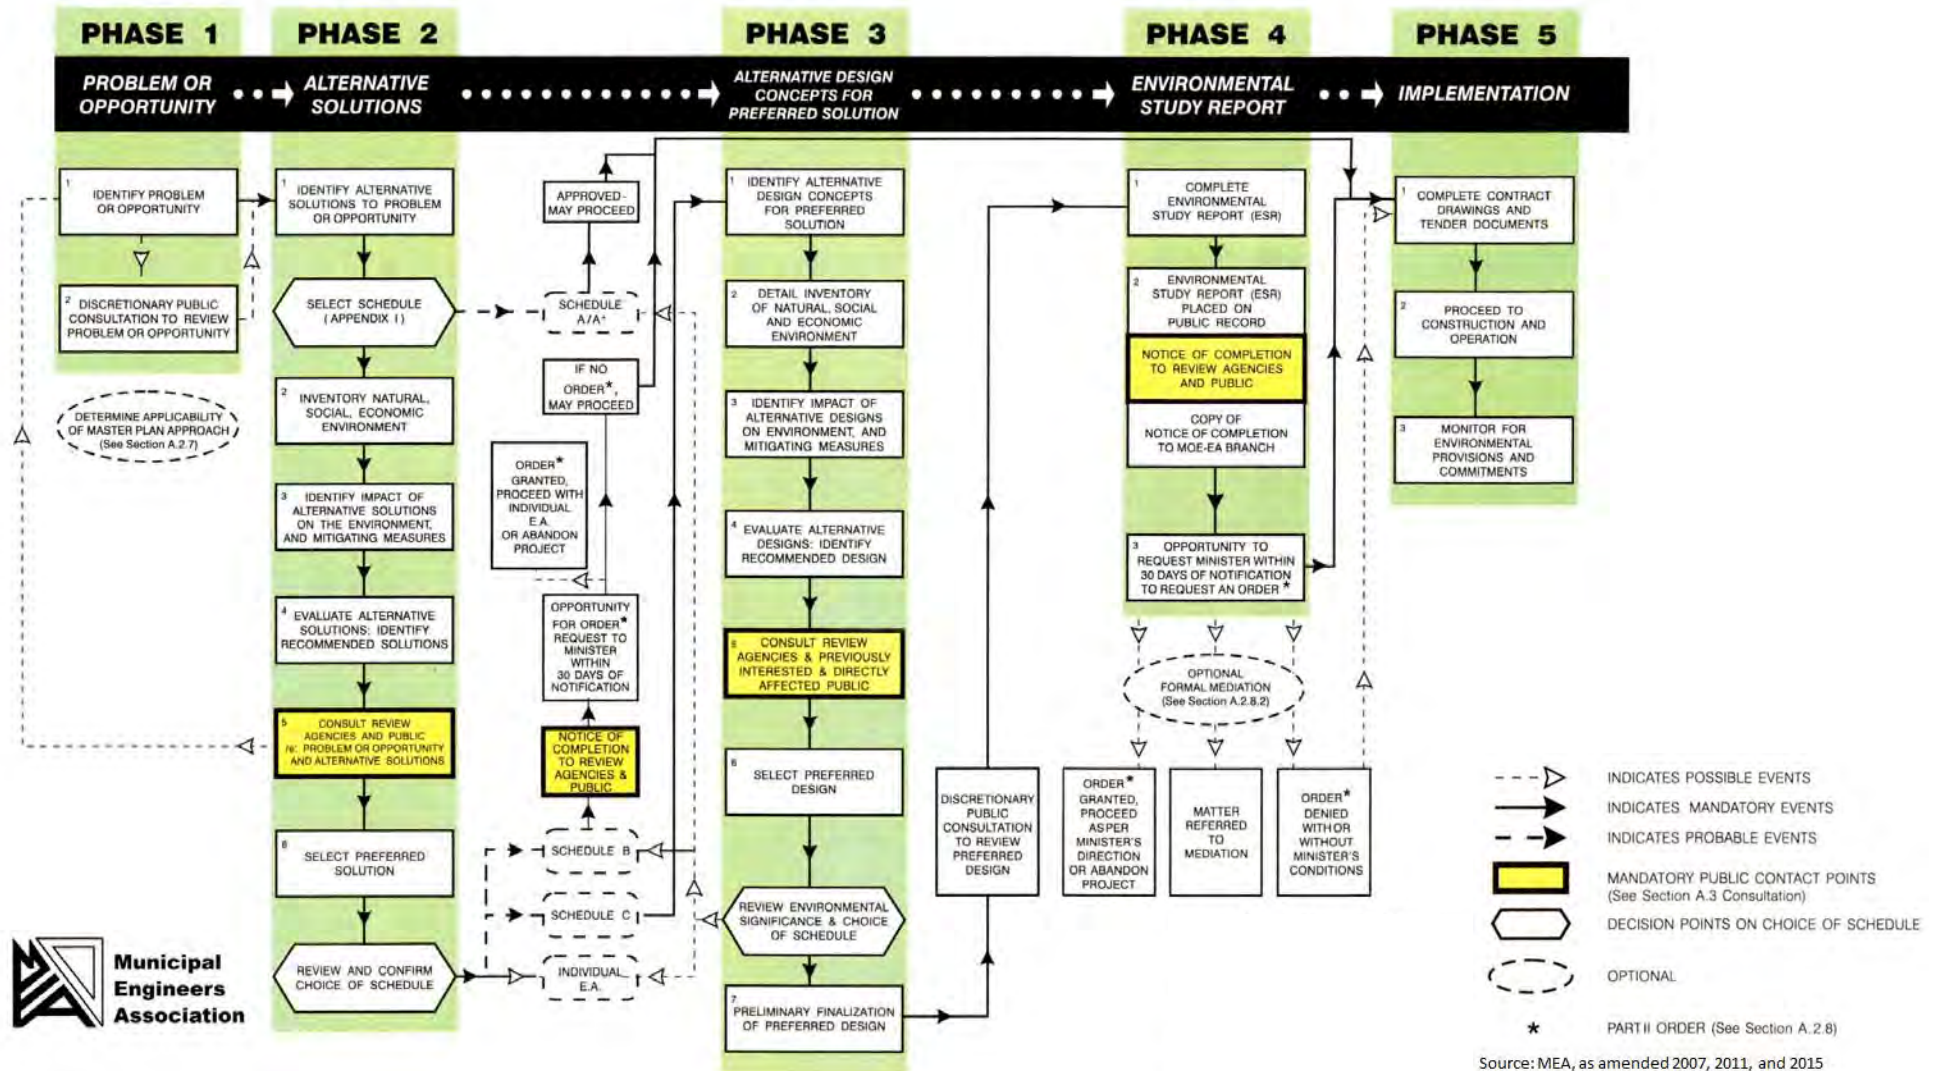 PHASE 1
PHASE 2
PHASE 3
PHASE 4
PHASE 5
PROBLEM OR
OPPORTUNITY
ALTERNATIVE
SOLUTIONS
ALTERNATIVE DESIGN
CONCEPTS FOR
PREFERRED SOLUTION
ENVIRONMENTAL
STUDY REPORT
IMPLEMENTATION
1
IDENTIFY PROBLEM
OR OPPORTUNITY
2
DISCRETIONARY PUBLIC
CONSULTATION TO REVIEW
PROBLEM OR OPPORTUNITY
DETERMINE APPLICABILITY
OF MASTER PLAN APPROACH
(See Section A.2.7)
1
IDENTIFY ALTERNATIVE
SOLUTIONS TO PROBLEM
OR OPPORTUNITY
SELECT SCHEDULE
(APPENDIX I)
2
INVENTORY NATURAL,
SOCIAL, ECONOMIC
ENVIRONMENT
3
IDENTIFY IMPACT OF
ALTERNATIVE SOLUTIONS
ON THE ENVIRONMENT,
AND MITIGATING MEASURES
4
EVALUATE ALTERNATIVE
SOLUTIONS: IDENTIFY
RECOMMENDED SOLUTIONS
5
CONSULT REVIEW
AGENCIES AND PUBLIC
re: PROBLEM OR OPPORTUNITY
AND ALTERNATIVE SOLUTIONS
6
SELECT PREFERRED
SOLUTION
REVIEW AND CONFIRM
CHOICE OF SCHEDULE
APPROVED-
MAY PROCEED
SCHEDULE
A/A+
IF NO
ORDER*,
MAY PROCEED
ORDER*
GRANTED,
PROCEED WITH
INDIVIDUAL
E.A.
OR ABANDON
PROJECT
OPPORTUNITY
FOR ORDER*
REQUEST TO
MINISTER
WITHIN
30 DAYS OF
NOTIFICATION
NOTICE OF
COMPLETION
TO REVIEW
AGENCIES &
PUBLIC
SCHEDULE B
SCHEDULE C
INDIVIDUAL
E.A.
1
IDENTIFY ALTERNATIVE
DESIGN CONCEPTS
FOR PREFERRED
SOLUTION
2
DETAIL INVENTORY
OF NATURAL, SOCIAL
AND ECONOMIC
ENVIRONMENT
3
IDENTIFY IMPACT OF
ALTERNATIVE DESIGNS
ON ENVIRONMENT, AND
MITIGATING MEASURES
4
EVALUATE ALTERNATIVE
DESIGNS: IDENTIFY
RECOMMENDED DESIGN
5
CONSULT REVIEW
AGENCIES & PREVIOUSLY
INTERESTED & DIRECTLY
AFFECTED PUBLIC
6
SELECT PREFERRED
DESIGN
REVIEW ENVIRONMENTAL
SIGNIFICANCE & CHOICE
OF SCHEDULE
7
PRELIMINARY FINALIZATION
OF PREFERRED DESIGN
DISCRETIONARY
PUBLIC
CONSULTATION
TO REVIEW
PREFERRED
DESIGN
1
COMPLETE
ENVIRONMENTAL
STUDY REPORT (ESR)
2
ENVIRONMENTAL
STUDY REPORT (ESR)
PLACED ON
PUBLIC RECORD
NOTICE OF COMPLETION
TO REVIEW AGENCIES
AND PUBLIC
COPY OF
NOTICE OF COMPLETION
TO MOE-EA BRANCH
3
OPPORTUNITY TO
REQUEST MINISTER WITHIN
30 DAYS OF NOTIFICATION
TO REQUEST AN ORDER*
OPTIONAL
FORMAL MEDIATION
(See Section A.2.8.2)
ORDER*
GRANTED,
PROCEED
AS PER
MINISTER'S
DIRECTION
OR ABANDON
PROJECT
MATTER
REFERRED
TO
MEDIATION
ORDER*
DENIED
WITH OR
WITHOUT
MINISTER'S
CONDITIONS
1
COMPLETE CONTRACT
DRAWINGS AND
TENDER DOCUMENTS
2
PROCEED TO
CONSTRUCTION AND
OPERATION
3
MONITOR FOR
ENVIRONMENTAL
PROVISIONS AND
COMMITMENTS
INDICATES POSSIBLE EVENTS
INDICATES MANDATORY EVENTS
INDICATES PROBABLE EVENTS
MANDATORY PUBLIC CONTACT POINTS
(See Section A.3 Consultation)
DECISION POINTS ON CHOICE OF SCHEDULE
OPTIONAL
* PART II ORDER (See Section A.2.8)
Municipal
Engineers
Association
Source: MEA, as amended 2007, 2011, and 2015